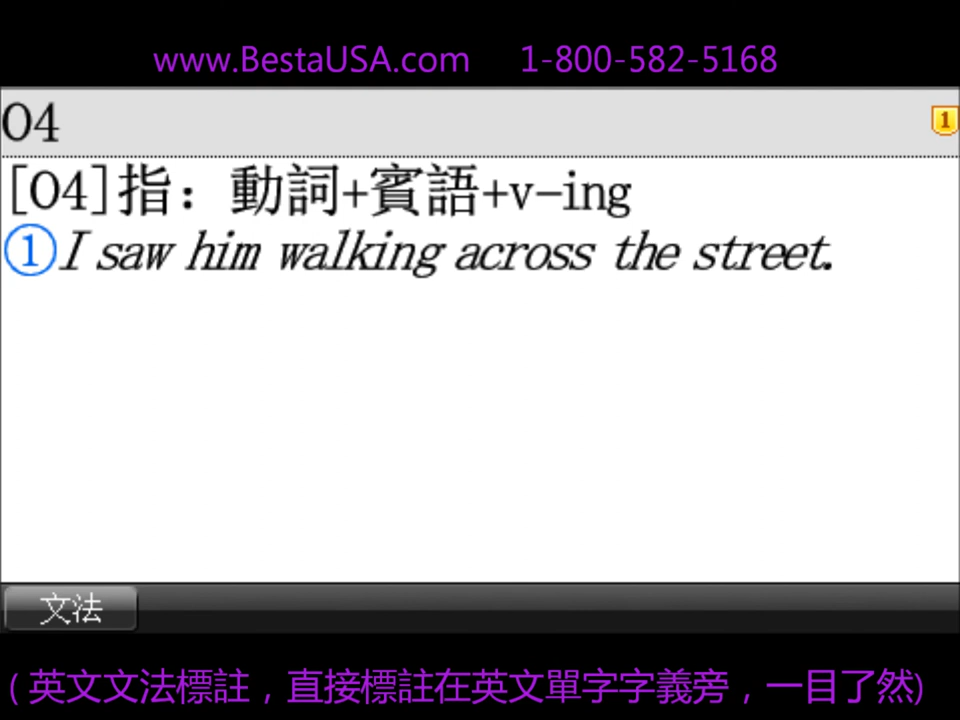 www.BestaUSA.com 1-800-582-5168
O4
1
[O4]指：動詞+賓語+v-ing
①I saw him walking across the street.
文法
( 英文文法標註，直接標註在英文單字字義旁，一目了然)